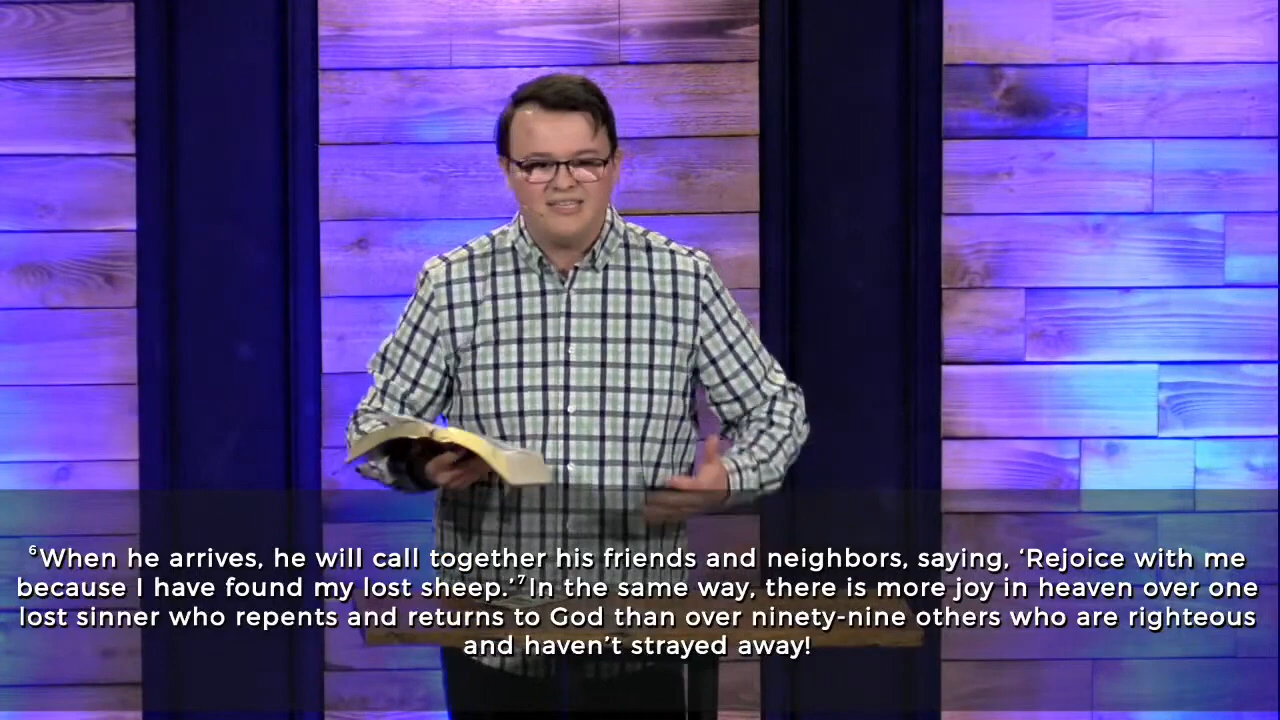 ⁶When he arrives, he will call together his friends and neighbors, saying, ‘Rejoice with me
because I have found my lost sheep.’⁷In the same way, there is more joy in heaven over one
lost sinner who repents and returns to God than over ninety-nine others who are righteous
and haven’t strayed away!